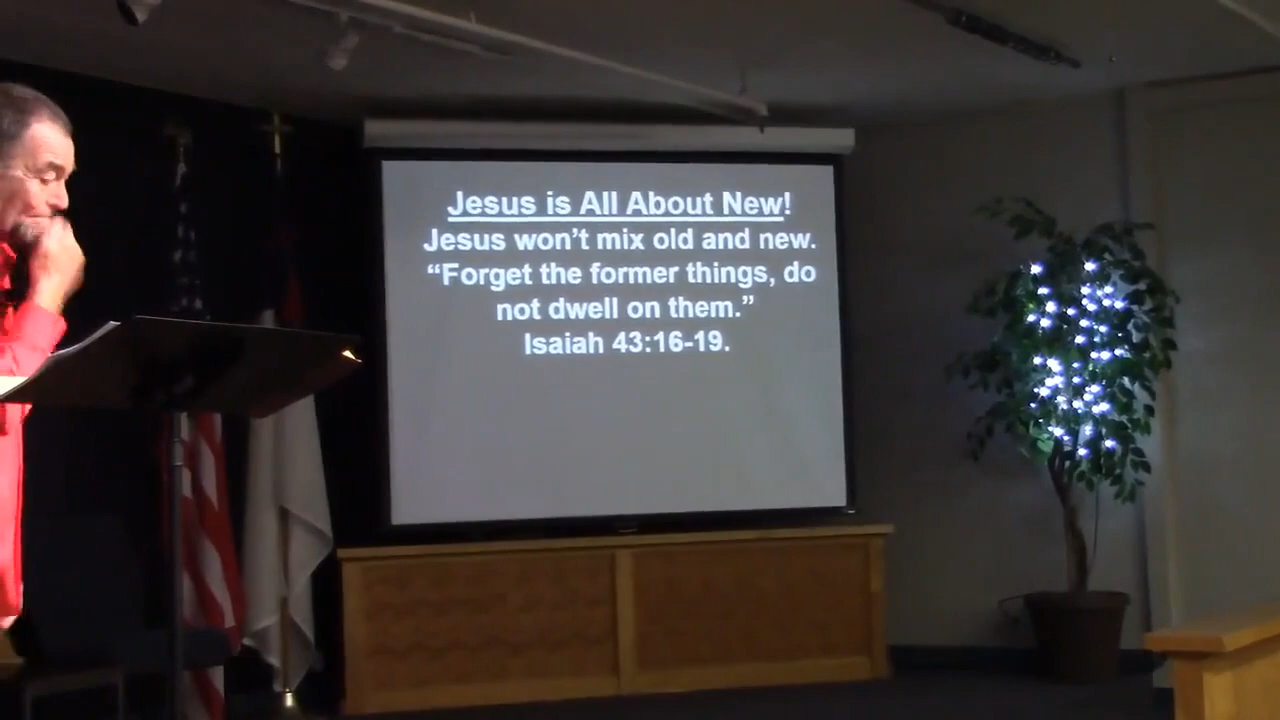 Jesus is All About New!
Jesus won’t mix old and new.
“Forget the former things, do
not dwell on them.”
Isaiah 43:16-19.